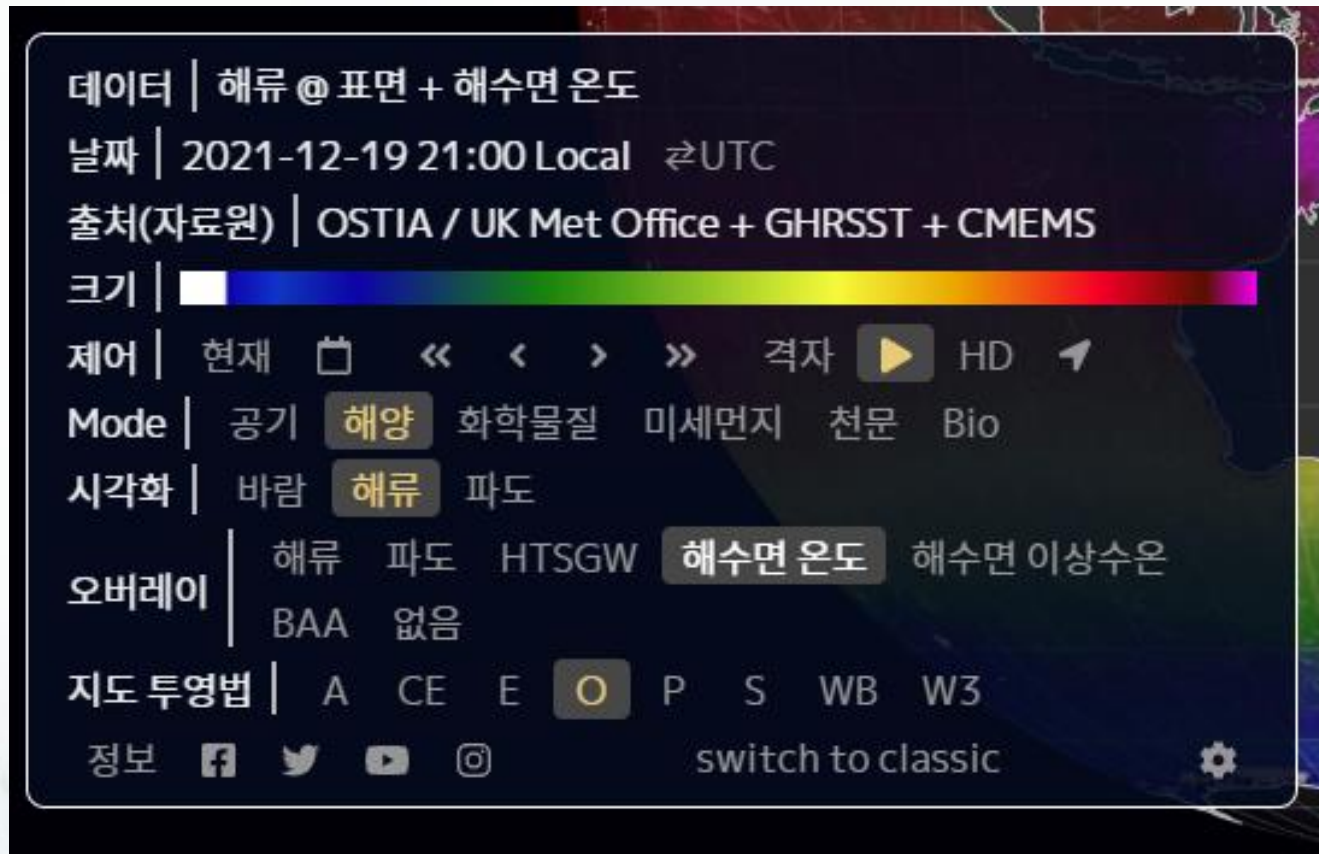 데이터 | 해류 @ 표면 + 해수면 온도
날짜 | 2021-12-19 21:00 Local ⇄UTC
출처(자료원) | OSTIA / UK Met Office + GHRSST + CMEMS
크기 |
제어 | 현재 « ‹ › » 격자 HD
Mode | 공기 해양 화학물질 미세먼지 천문 Bio
시각화 | 바람 해류 파도
오버레이 | 해류 파도 HTSGW 해수면 온도 해수면 이상수온
BAA 없음
지도 투영법 | A CE E O P S WB W3
정보 switch to classic